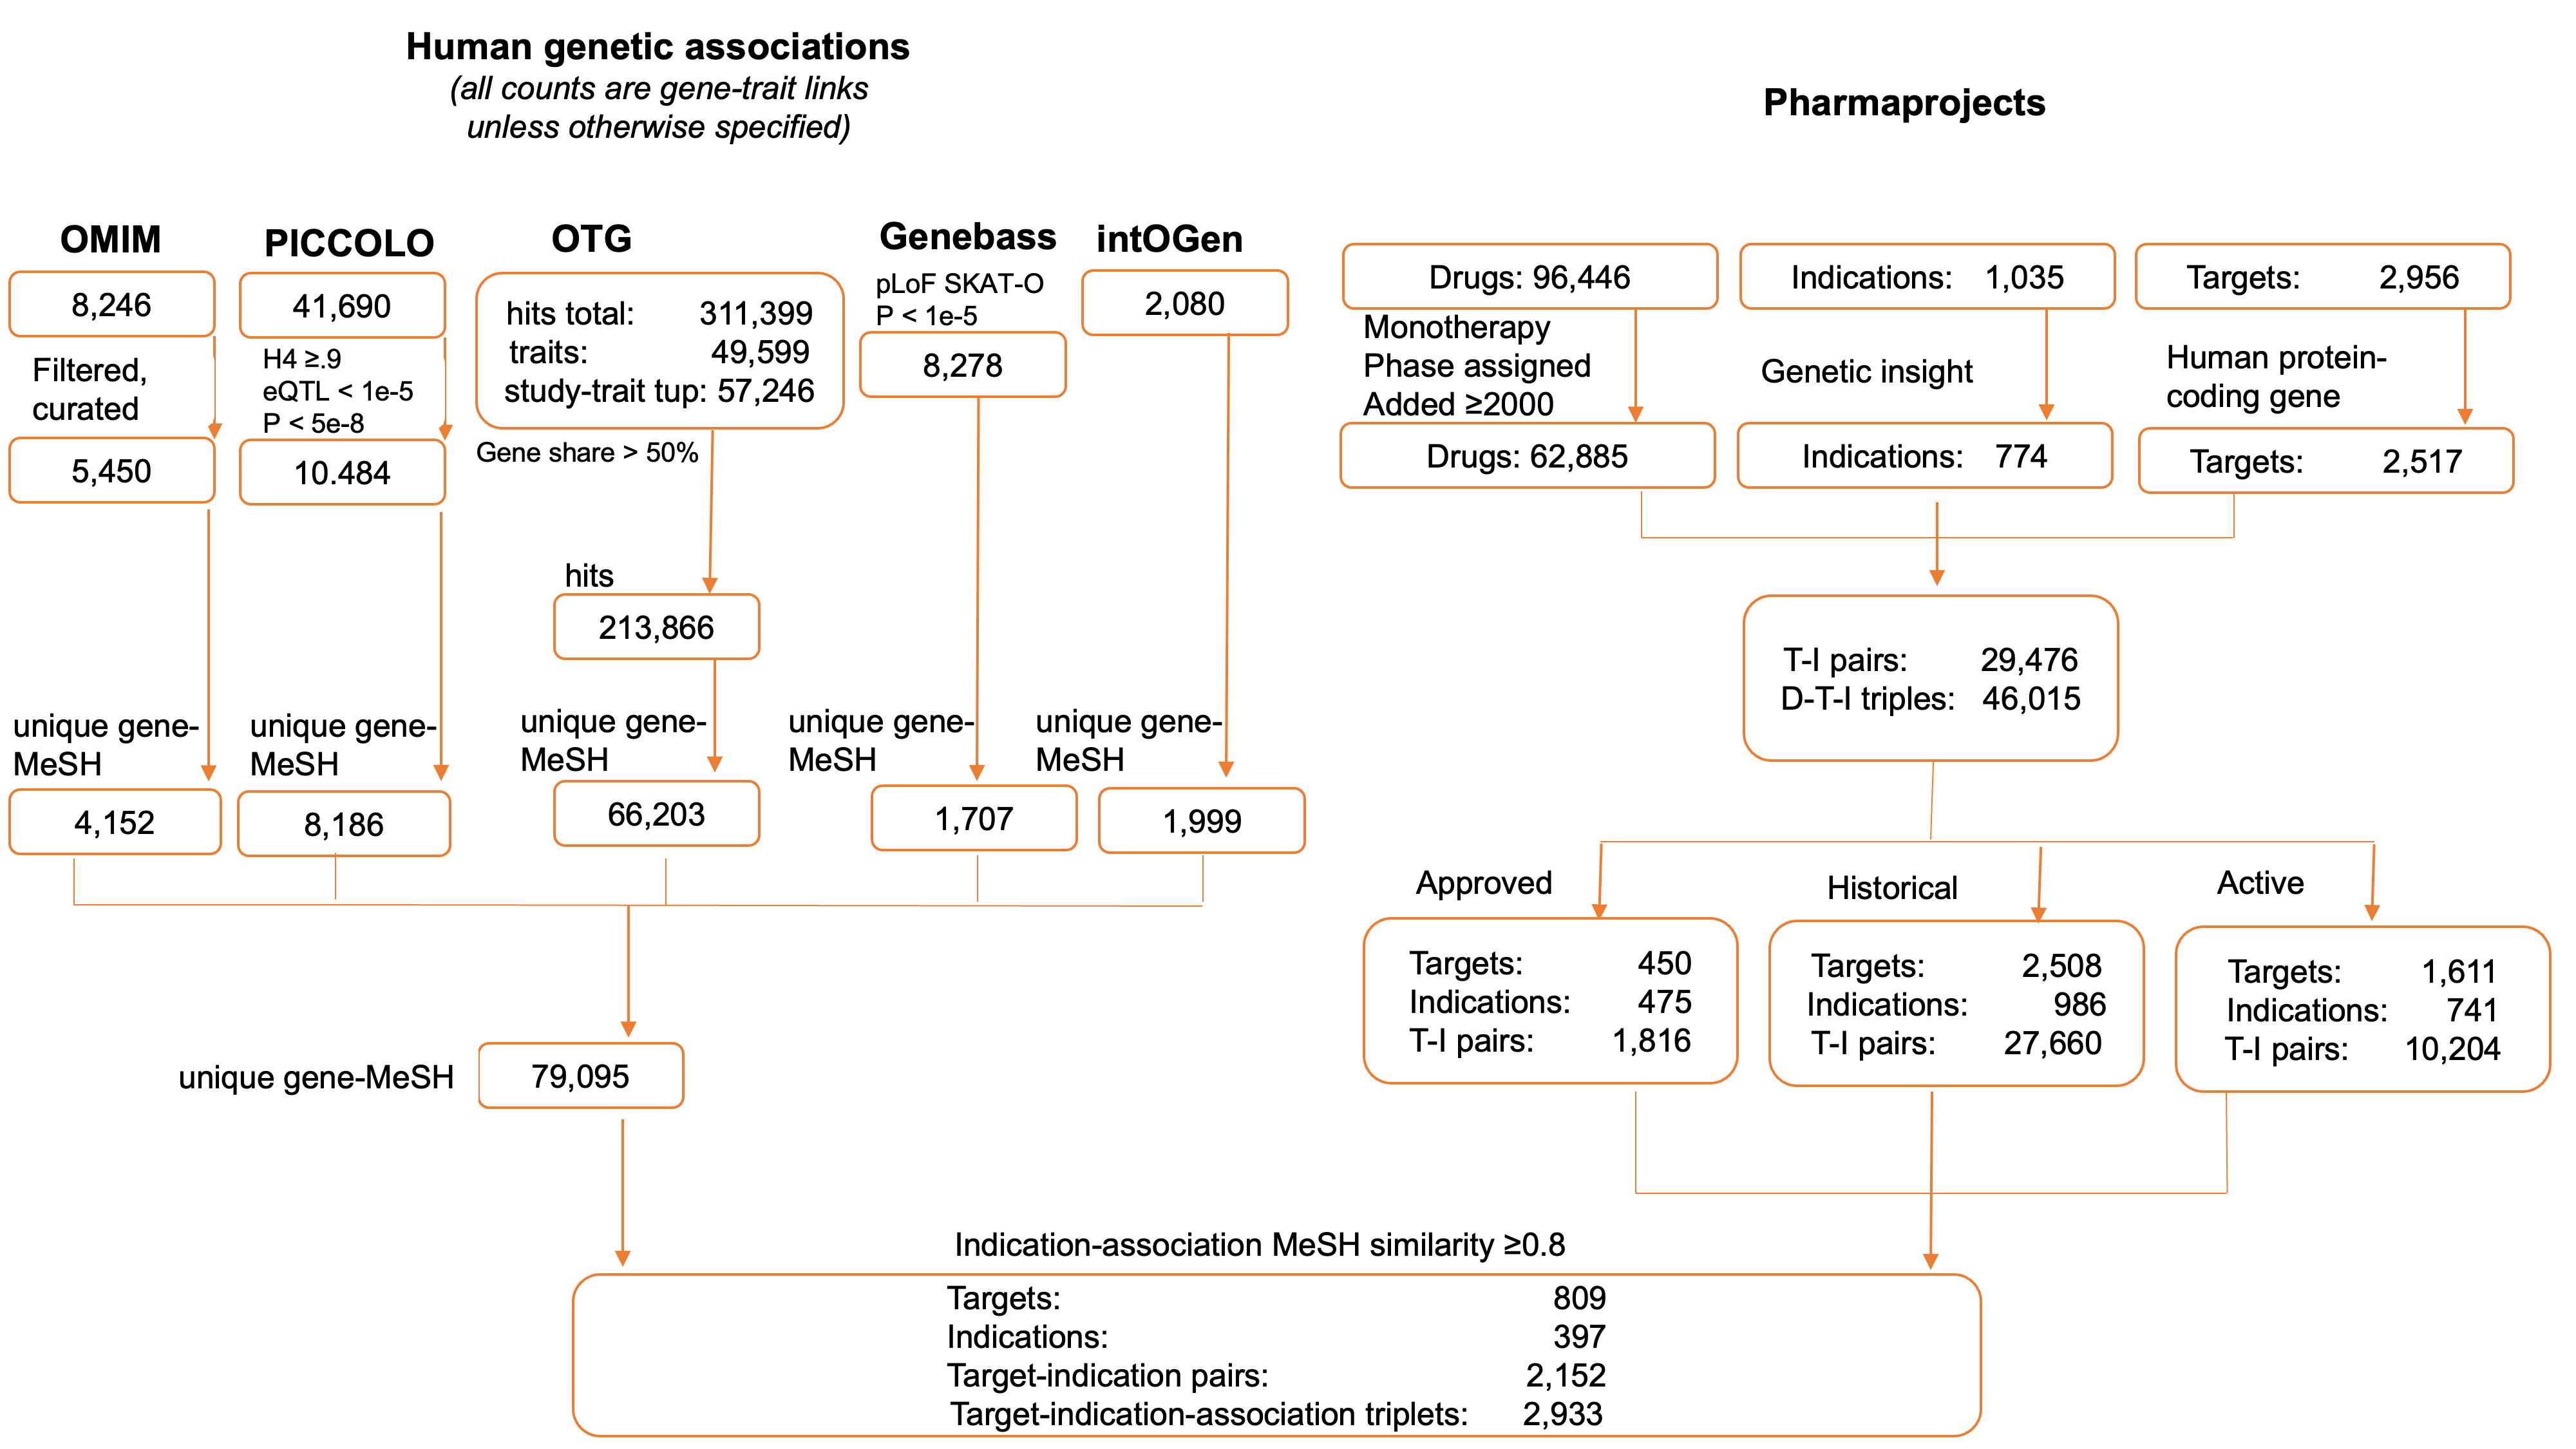 Human genetic associations
(all counts are gene-trait links
unless otherwise specified)
OMIM
8,246
Filtered,
curated
5,450
unique gene-
MeSH
4,152
PICCOLO
41,690
H4 ≥.9
eQTL < 1e-5
P < 5e-8
10.484
unique gene-
MeSH
8,186
OTG
hits total: 311,399
traits: 49,599
study-trait tup: 57,246
Gene share > 50%
hits
213,866
unique gene-
MeSH
66,203
Genebass
pLoF SKAT-O
P < 1e-5
8,278
unique gene-
MeSH
1,707
intOGen
2,080
unique gene-
MeSH
1,999
unique gene-MeSH
79,095
Pharmaprojects
Drugs: 96,446
Monotherapy
Phase assigned
Added ≥2000
Drugs: 62,885
Indications: 1,035
Genetic insight
Indications: 774
Targets: 2,956
Human protein-
coding gene
Targets: 2,517
T-I pairs: 29,476
D-T-I triples: 46,015
Approved
Targets: 450
Indications: 475
T-I pairs: 1,816
Historical
Targets: 2,508
Indications: 986
T-I pairs: 27,660
Active
Targets: 1,611
Indications: 741
T-I pairs: 10,204
Indication-association MeSH similarity ≥0.8
Targets: 809
Indications: 397
Target-indication pairs: 2,152
Target-indication-association triplets: 2,933